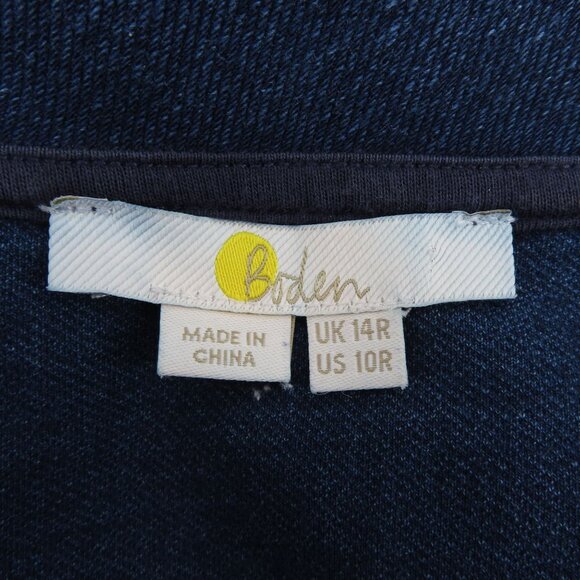 Boden
MADE IN
CHINA
UK 14R
US 10R